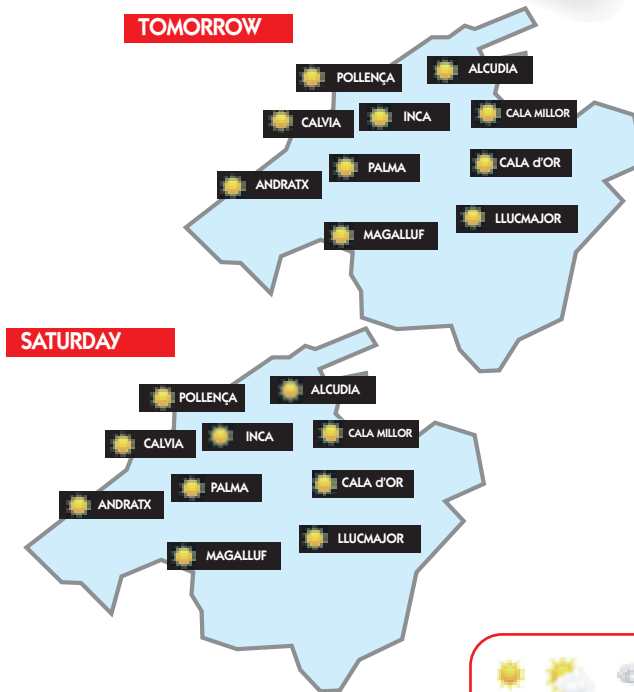 TOMORROW
POLLENÇA
ALCUDIA
CALVIA
INCA
CALA MILLOR
ANDRATX
PALMA
CALA d'OR
MAGALLUF
LLUCMAJOR
SATURDAY
POLLENÇA
ALCUDIA
CALVIA
INCA
CALA MILLOR
ANDRATX
PALMA
CALA d'OR
MAGALLUF
LLUCMAJOR